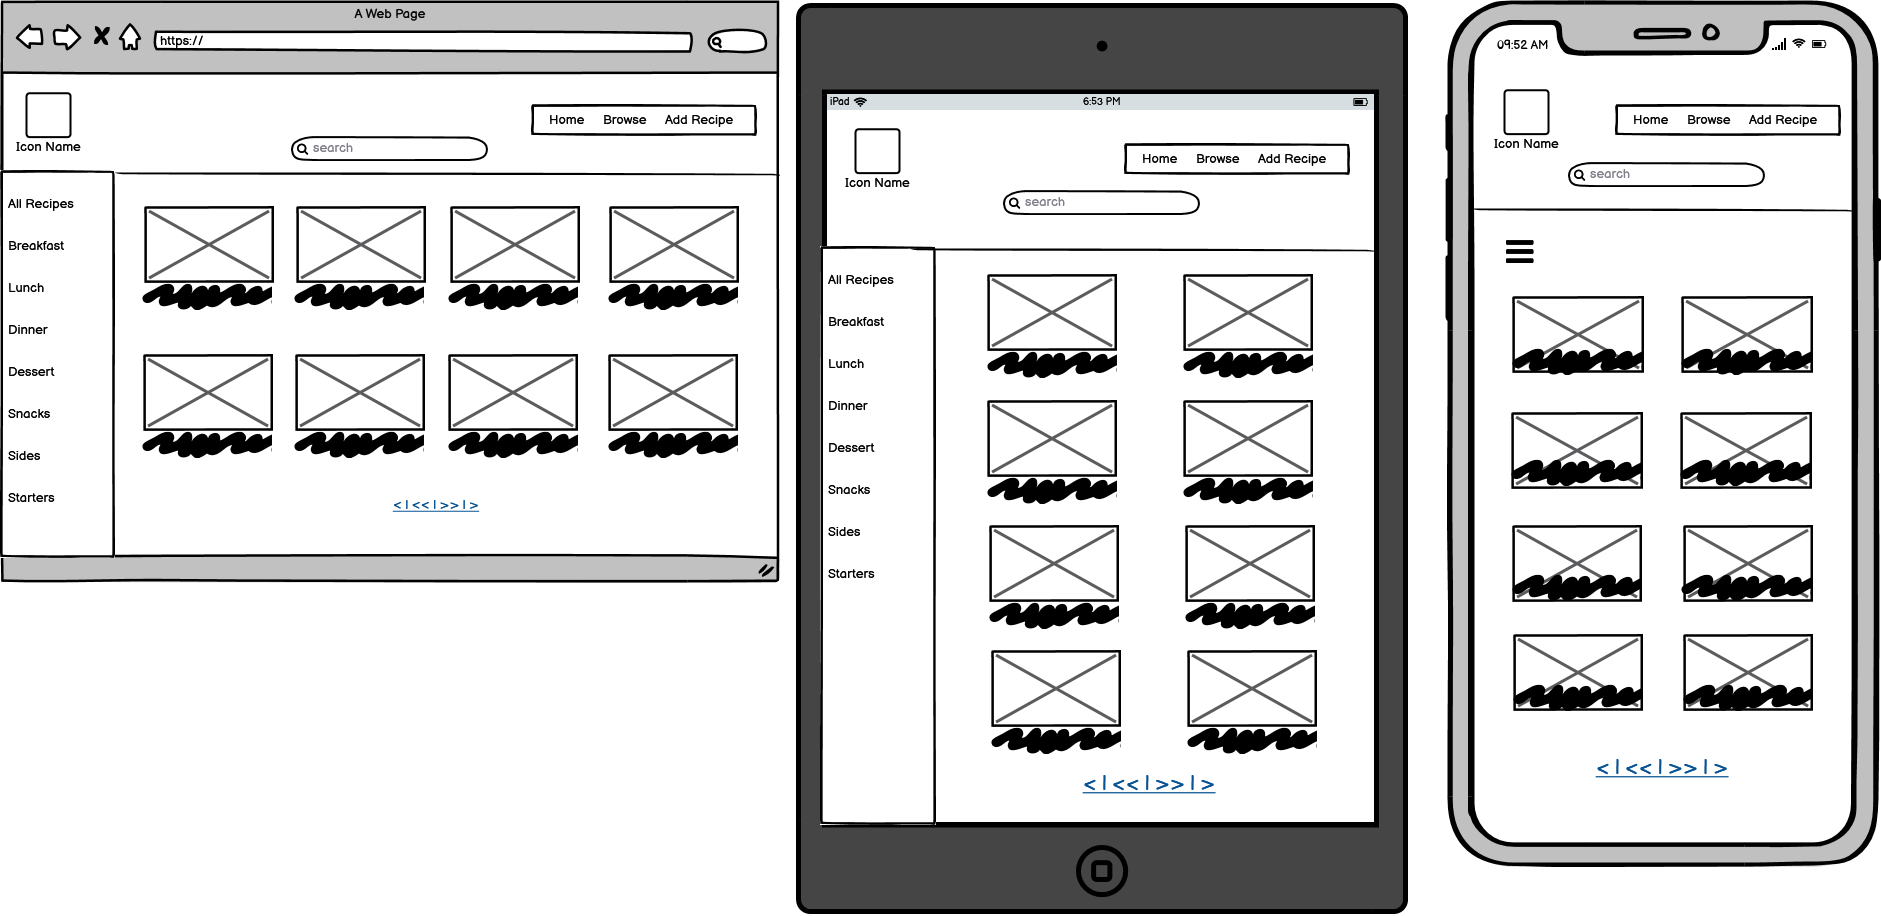 A Web Page
https://
Home Browse Add Recipe
Icon Name
search
All Recipes
Breakfast
Lunch
Dinner
Dessert
Snacks
Sides
Starters
< | << | >> | >
iPad 6:53 PM
Home Browse Add Recipe
Icon Name
search
All Recipes
Breakfast
Lunch
Dinner
Dessert
Snacks
Sides
Starters
< | << | >> | >
09:52 AM
Home Browse Add Recipe
Icon Name
search
< | << | >> | >